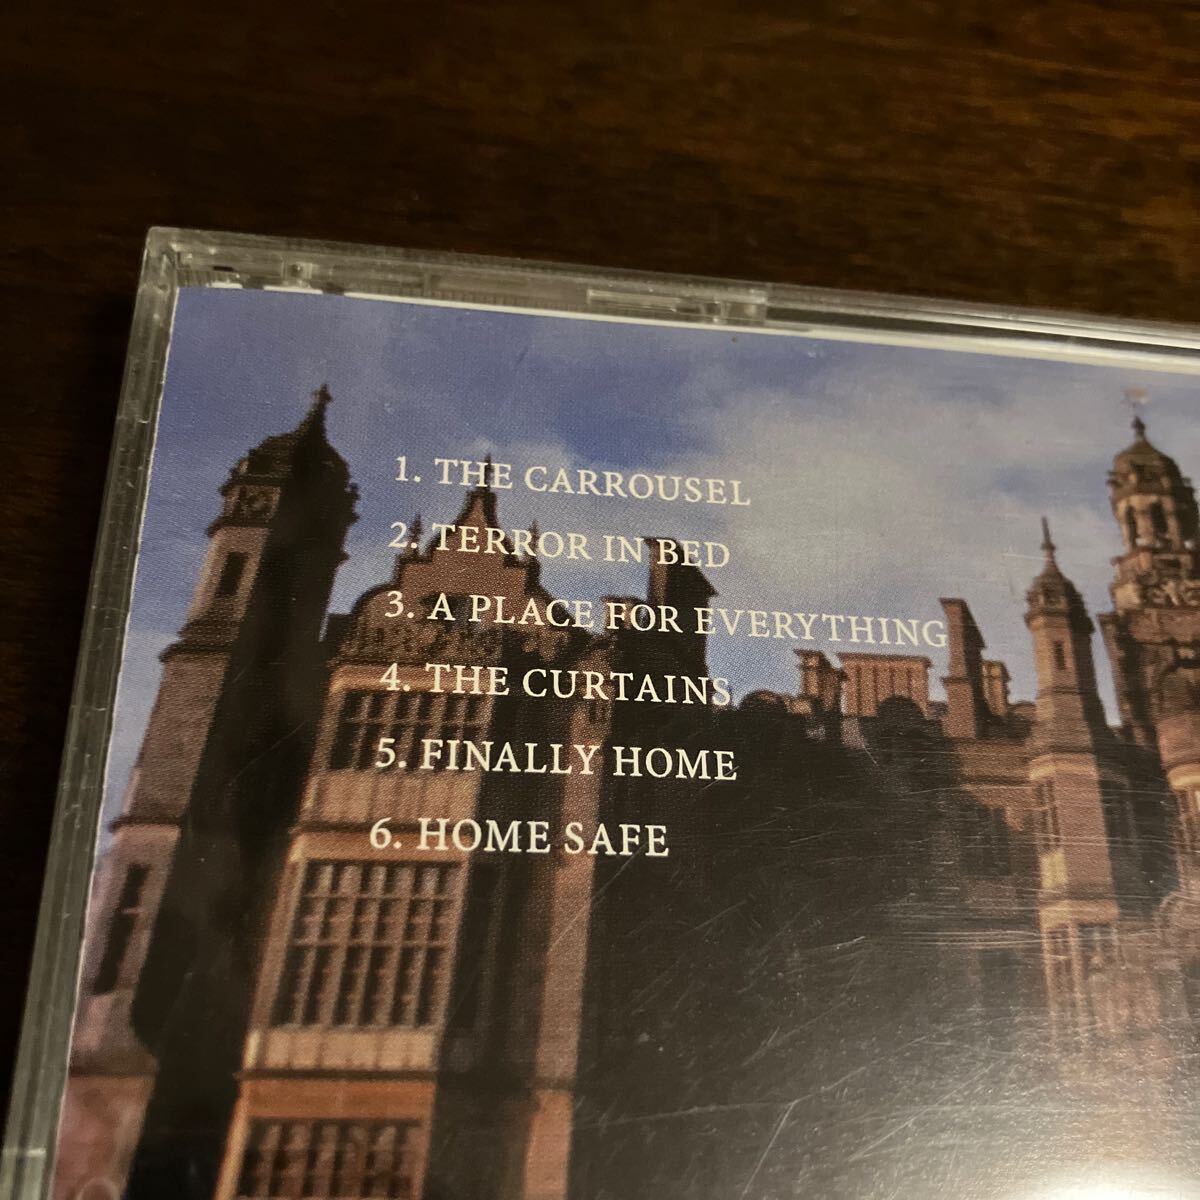 1. THE CARROUSEL
2. TERROR IN BED
3. A PLACE FOR EVERYTHING
4. THE CURTAINS
5. FINALLY HOME
6. HOME SAFE